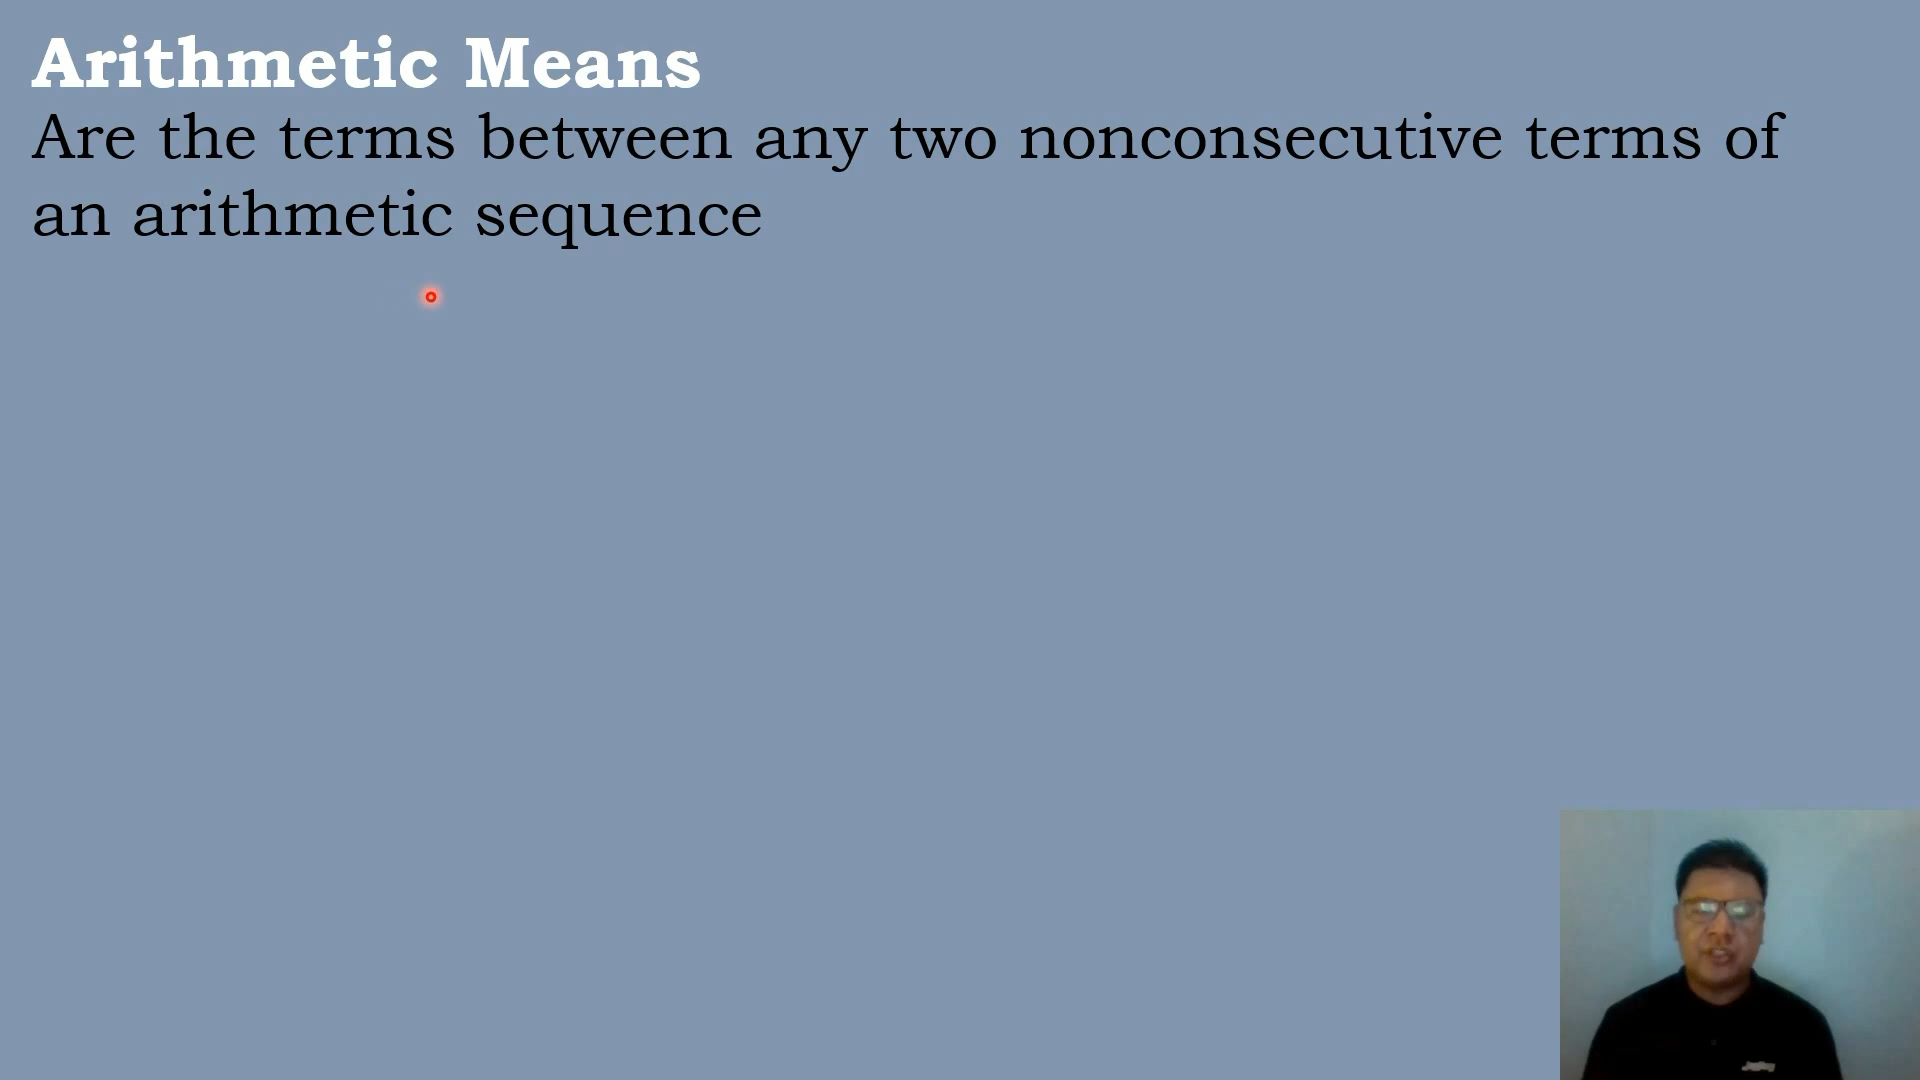 Arithmetic Means
Are the terms between any two nonconsecutive terms of
an arithmetic sequence